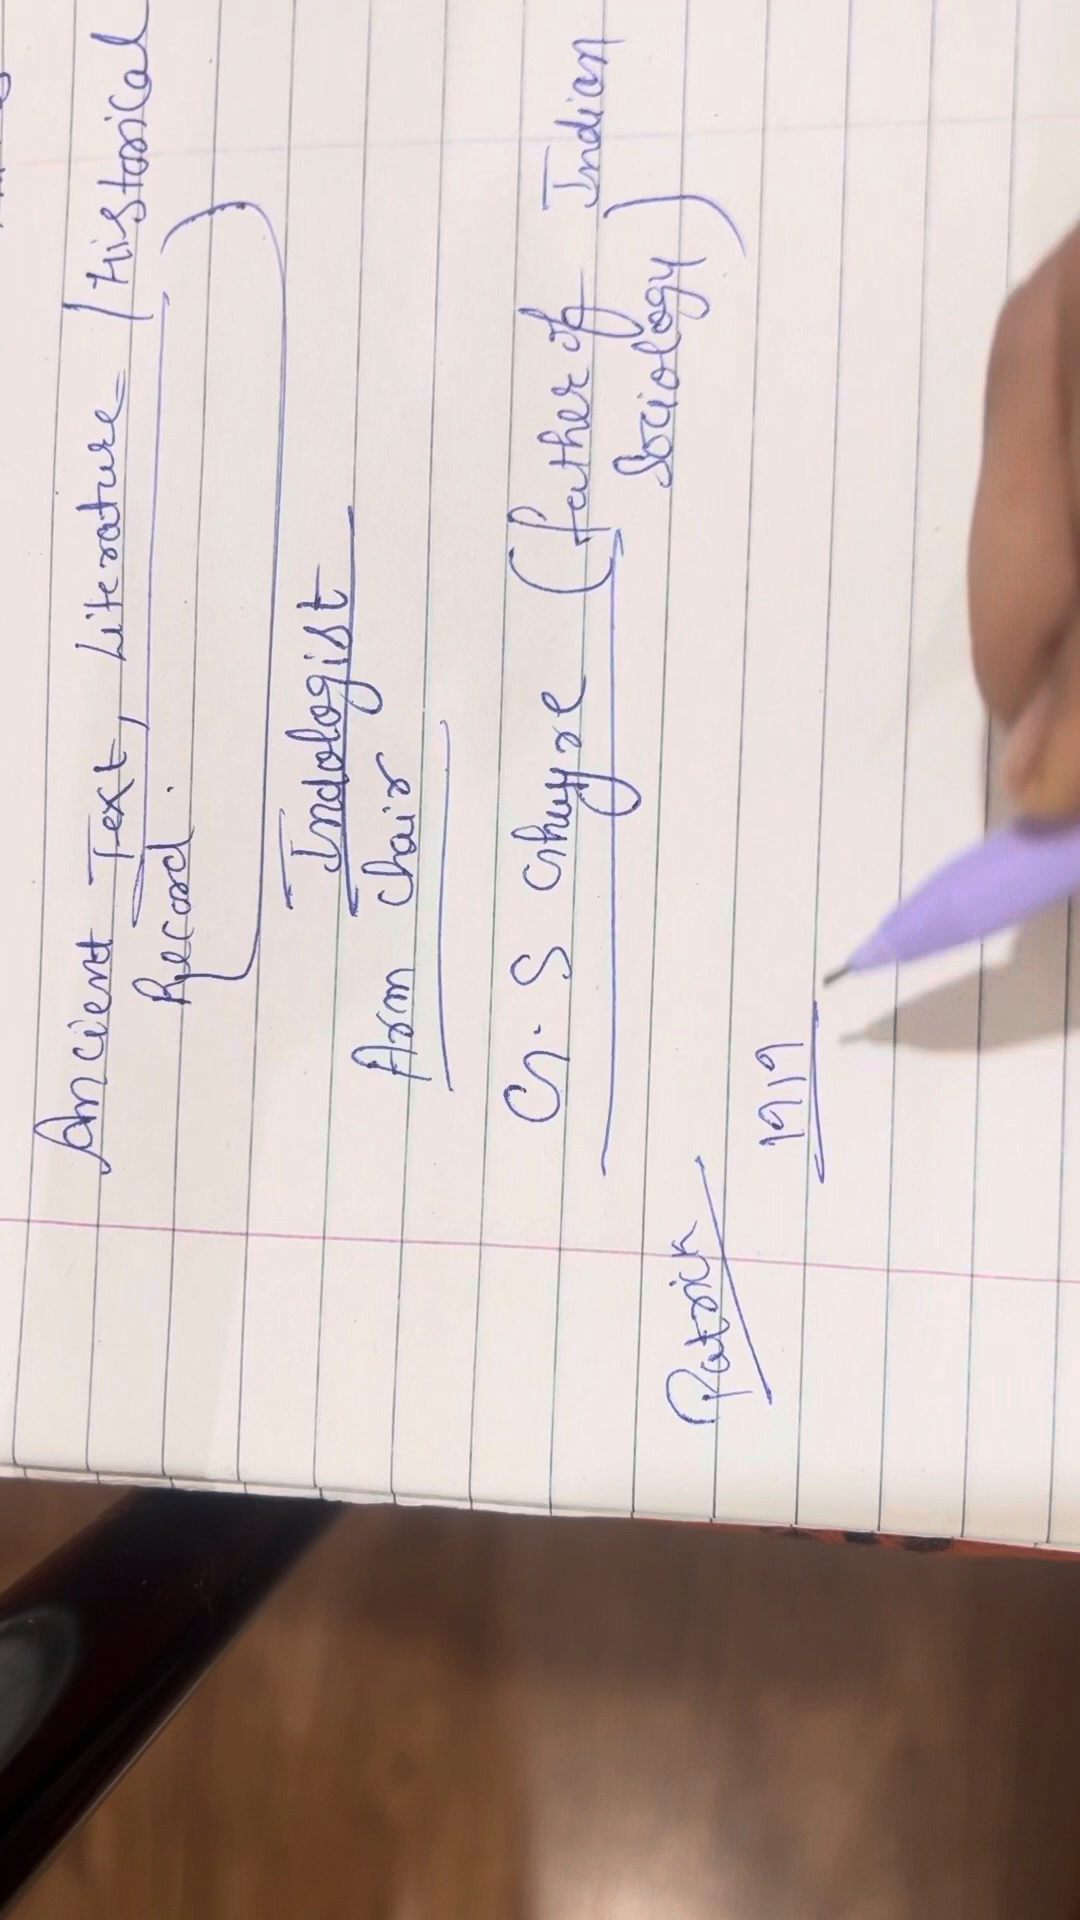 Ancient Text, Literature / Historical
Record.
Indologist
Arm Chair
G. S Ghuyre (father of Indian
Sociology)
Patrick
1919